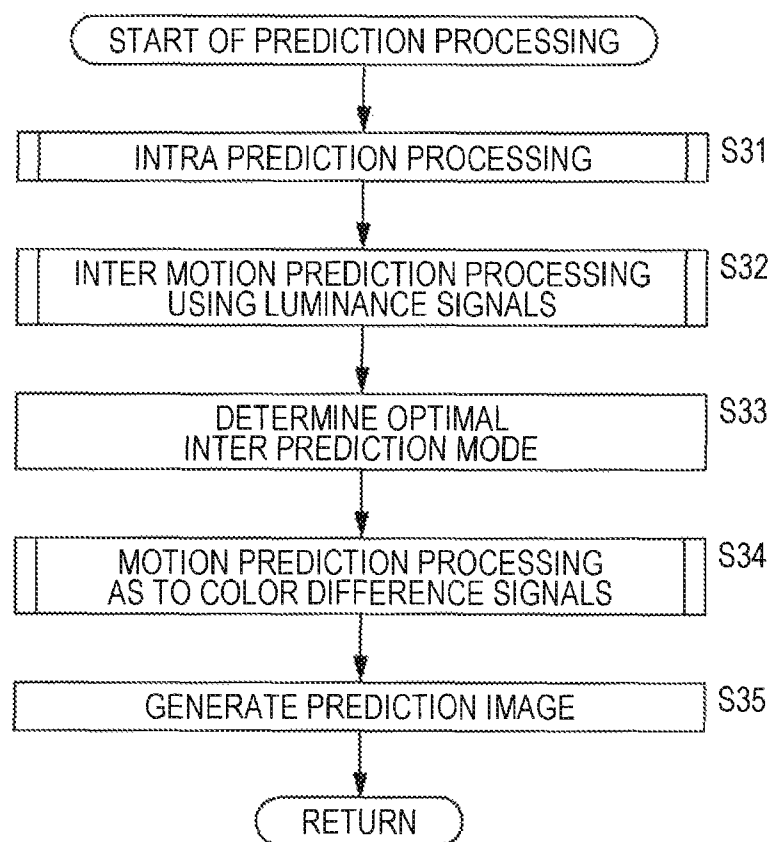 START OF PREDICTION PROCESSING
INTRA PREDICTION PROCESSING
S31
INTER MOTION PREDICTION PROCESSING
USING LUMINANCE SIGNALS
S32
DETERMINE OPTIMAL
INTER PREDICTION MODE
S33
MOTION PREDICTION PROCESSING
AS TO COLOR DIFFERENCE SIGNALS
S34
GENERATE PREDICTION IMAGE
S35
RETURN